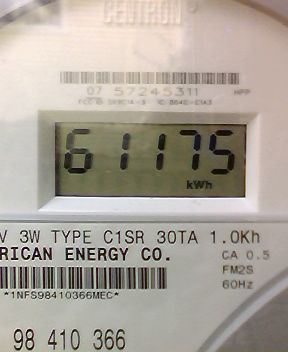 CENTRON®
07 57245311 HPP
61175
kWh
V 3W TYPE C1SR 30TA 1.0Kh
RICAN ENERGY CO. CA 0.5
FM2S
60Hz
*1NFS98410366MEC*
98 410 366